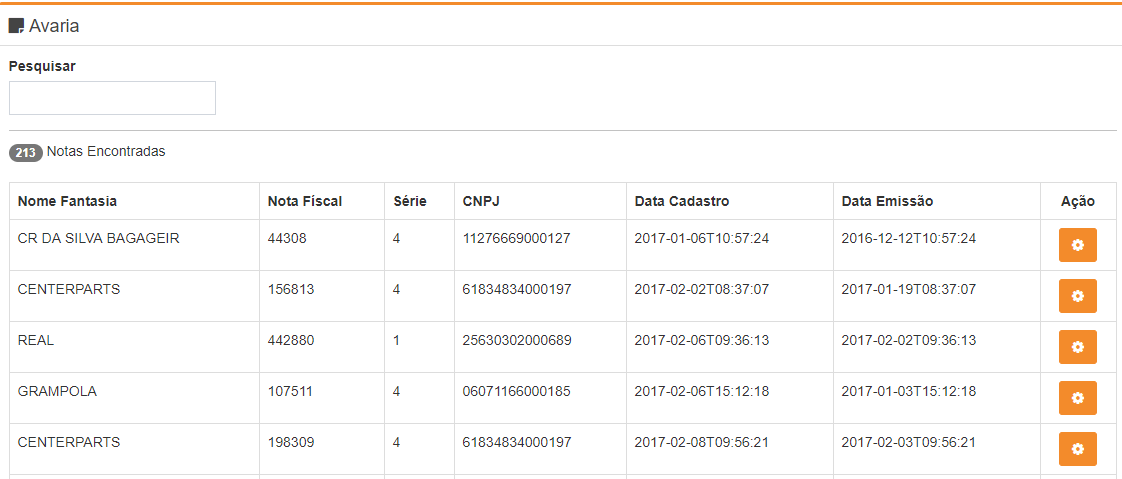 Avaria
Pesquisar
213 Notas Encontradas
Nome Fantasia Nota Físcal Série CNPJ Data Cadastro Data Emissão Ação
CR DA SILVA BAGAGEIR 44308 4 11276669000127 2017-01-06T10:57:24 2016-12-12T10:57:24
CENTERPARTS 156813 4 61834834000197 2017-02-02T08:37:07 2017-01-19T08:37:07
REAL 442880 1 25630302000689 2017-02-06T09:36:13 2017-02-02T09:36:13
GRAMPOLA 107511 4 06071166000185 2017-02-06T15:12:18 2017-01-03T15:12:18
CENTERPARTS 198309 4 61834834000197 2017-02-08T09:56:21 2017-02-03T09:56:21